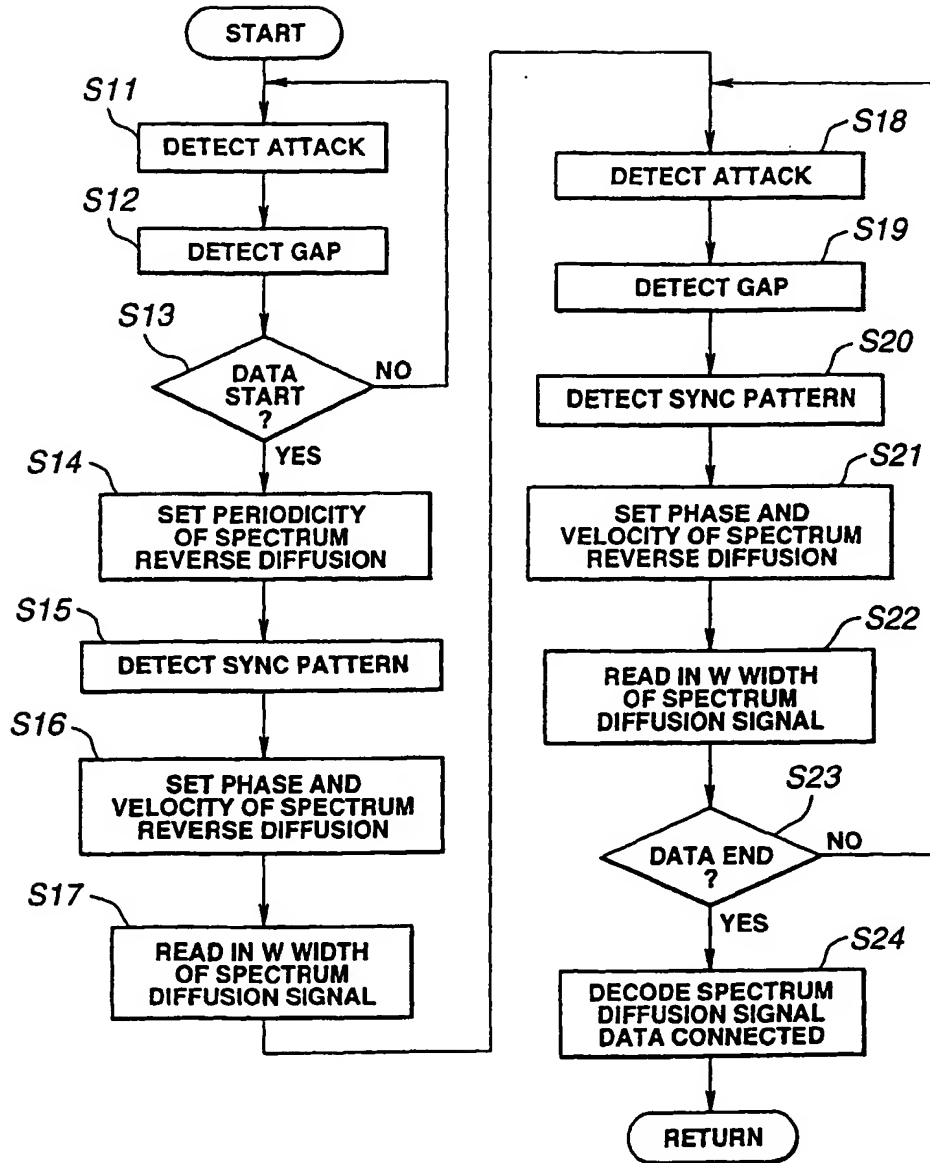 START
S11
DETECT ATTACK
S12
DETECT GAP
S13
DATA
START
?
NO
YES
S14
SET PERIODICITY
OF SPECTRUM
REVERSE DIFFUSION
S15
DETECT SYNC PATTERN
S16
SET PHASE AND
VELOCITY OF SPECTRUM
REVERSE DIFFUSION
S17
READ IN W WIDTH
OF SPECTRUM
DIFFUSION SIGNAL
S18
DETECT ATTACK
S19
DETECT GAP
S20
DETECT SYNC PATTERN
S21
SET PHASE AND
VELOCITY OF SPECTRUM
REVERSE DIFFUSION
S22
READ IN W WIDTH
OF SPECTRUM
DIFFUSION SIGNAL
S23
DATA END
?
NO
YES
S24
DECODE SPECTRUM
DIFFUSION SIGNAL
DATA CONNECTED
RETURN